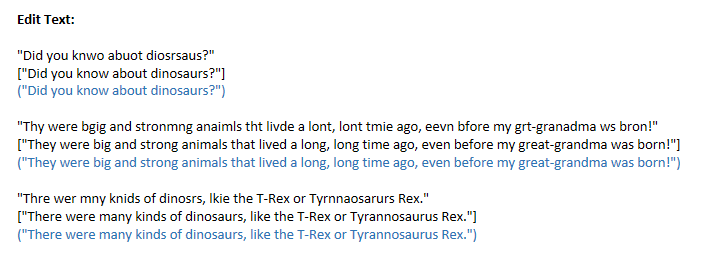 Edit Text:
"Did you knwo abuot diosrsaus?"
["Did you know about dinosaurs?"]
("Did you know about dinosaurs?")
"Thy were bgig and stronmng anaimls tht livde a lont, lont tmie ago, eevn bfore my grt-granadma ws bron!"
["They were big and strong animals that lived a long, long time ago, even before my great-grandma was born!"]
("They were big and strong animals that lived a long, long time ago, even before my great-grandma was born!")
"Thre wer mny knids of dinosrs, lkie the T-Rex or Tyrnnaosarurs Rex."
["There were many kinds of dinosaurs, like the T-Rex or Tyrannosaurus Rex."]
("There were many kinds of dinosaurs, like the T-Rex or Tyrannosaurus Rex.")